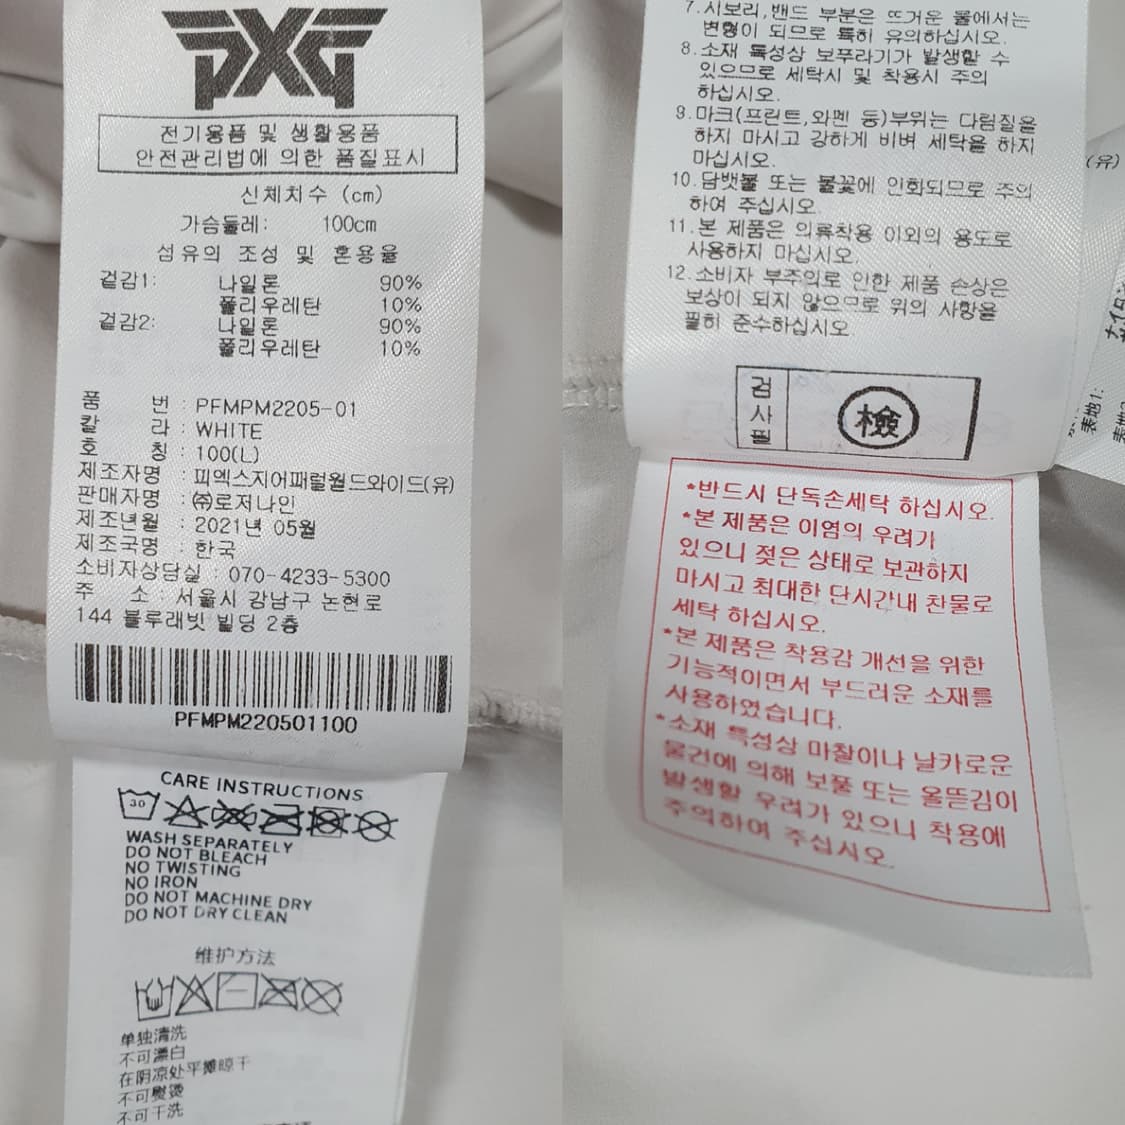 PXG
전기용품 및 생활용품
안전관리법에 의한 품질표시
신체치수 (cm)
가슴둘레: 100cm
섬유의 조성 및 혼용율
겉감1: 나일론 90%
폴리우레탄 10%
겉감2: 나일론 90%
폴리우레탄 10%
품 번 : PFMPM2205-01
칼 라 : WHITE
호 칭 : 100(L)
제조자명 : 피엑스지어패럴월드와이드(유)
판매자명 : ㈜로저나인
제조년월 : 2021년 05월
제조국명 : 한국
소비자상담실 : 070-4233-5300
주 소 : 서울시 강남구 논현로
144 블루래빗 빌딩 2층
PFMPM220501100
CARE INSTRUCTIONS
30
WASH SEPARATELY
DO NOT BLEACH
NO TWISTING
NO IRON
DO NOT MACHINE DRY
DO NOT DRY CLEAN
维护方法
单独清洗
不可漂白
在阴凉处平摊晾干
不可熨烫
不可干洗
7.시보리,밴드 부분은 뜨거운 물에서는
변형이 되므로 특히 유의하십시오.
8.소재 특성상 보푸라기가 발생할 수
있으므로 세탁시 및 착용시 주의
하십시오.
9.마크(프린트,와펜 등)부위는 다림질을
하지 마시고 강하게 비벼 세탁을 하지
마십시오.
10.담뱃불 또는 불꽃에 인화되므로 주의
하여 주십시오.
11.본 제품은 의류착용 이외의 용도로
사용하지 마십시오.
12.소비자 부주의로 인한 제품 손상은
보상이 되지 않으므로 위의 사항을
필히 준수하십시오.
검사필 檢
*반드시 단독손세탁 하십시오.
*본 제품은 이염의 우려가
있으니 젖은 상태로 보관하지
마시고 최대한 단시간내 찬물로
세탁 하십시오.
*본 제품은 착용감 개선을 위한
기능적이면서 부드러운 소재를
사용하였습니다.
*소재 특성상 마찰이나 날카로운
물건에 의해 보풀 또는 올뜯김이
발생할 우려가 있으니 착용에
주의하여 주십시오.
(유)
表地1: